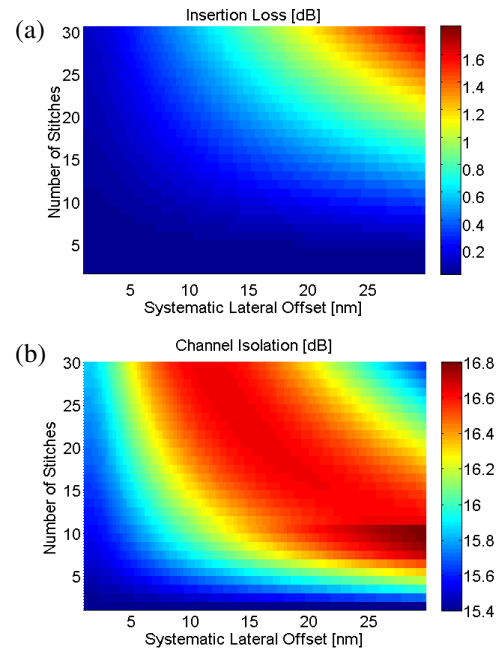 (a)
Insertion Loss [dB]
Number of Stitches
30
25
20
15
10
5
5 10 15 20 25
Systematic Lateral Offset [nm]
1.6
1.4
1.2
1
0.8
0.6
0.4
0.2
(b)
Channel Isolation [dB]
Number of Stitches
30
25
20
15
10
5
5 10 15 20 25
Systematic Lateral Offset [nm]
16.8
16.6
16.4
16.2
16
15.8
15.6
15.4